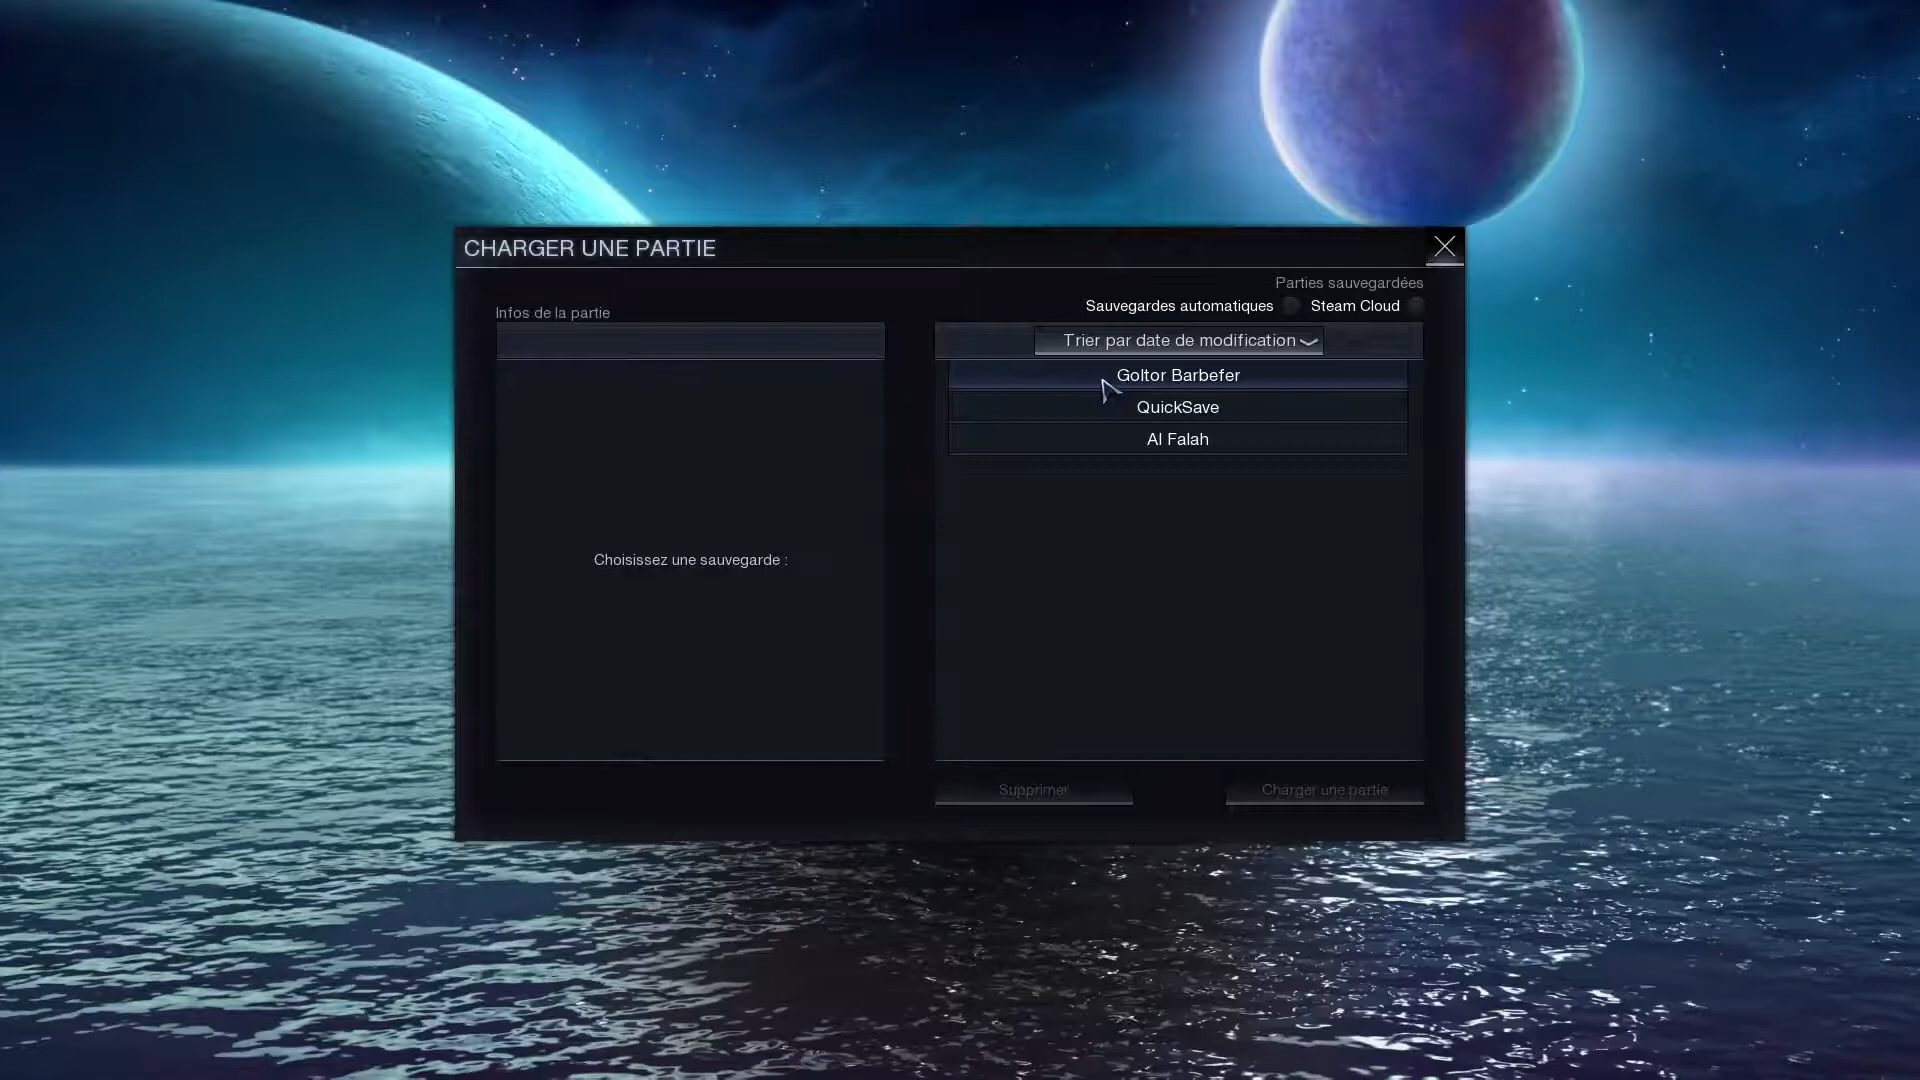 CHARGER UNE PARTIE
Parties sauvegardées
Sauvegardes automatiques Steam Cloud
Infos de la partie
Trier par date de modification
Goltor Barbefer
QuickSave
Al Falah
Choisissez une sauvegarde :
Supprimer
Charger une partie